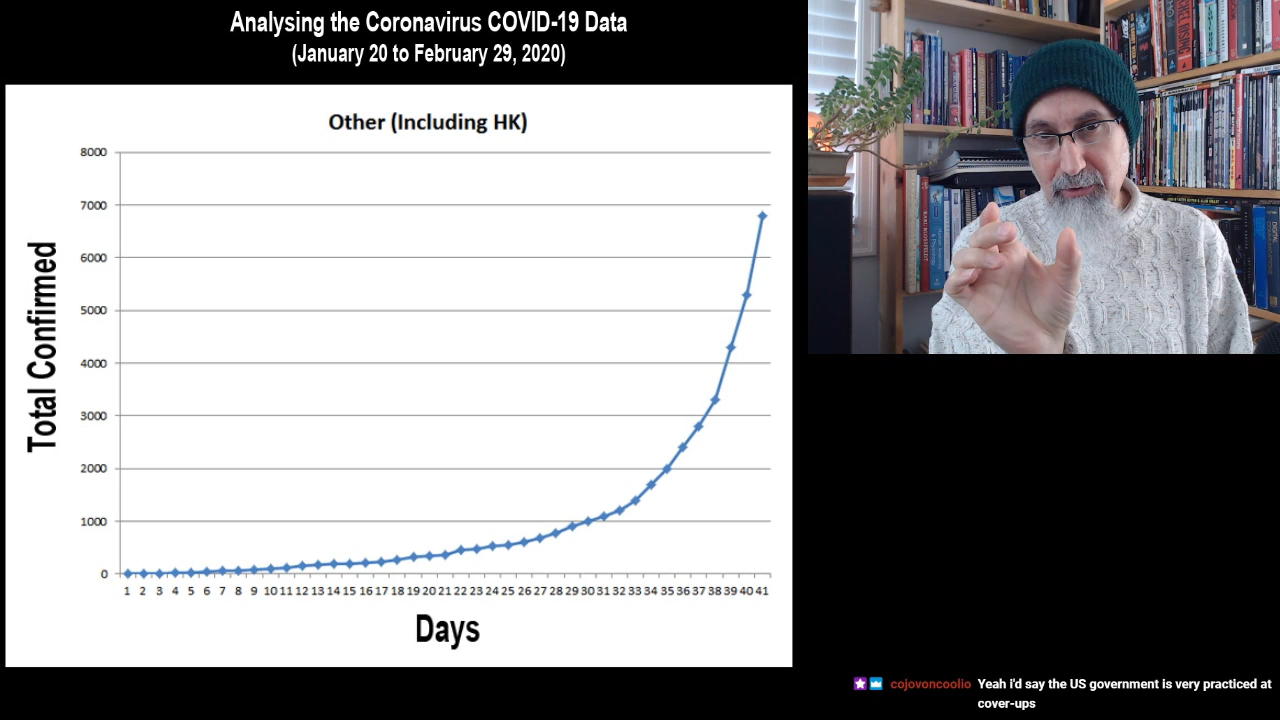 Analysing the Coronavirus COVID-19 Data
(January 20 to February 29, 2020)
Other (Including HK)
Total Confirmed
8000
7000
6000
5000
4000
3000
2000
1000
0
1 2 3 4 5 6 7 8 9 10 11 12 13 14 15 16 17 18 19 20 21 22 23 24 25 26 27 28 29 30 31 32 33 34 35 36 37 38 39 40 41
Days
cojovoncoolio Yeah i'd say the US government is very practiced at
cover-ups